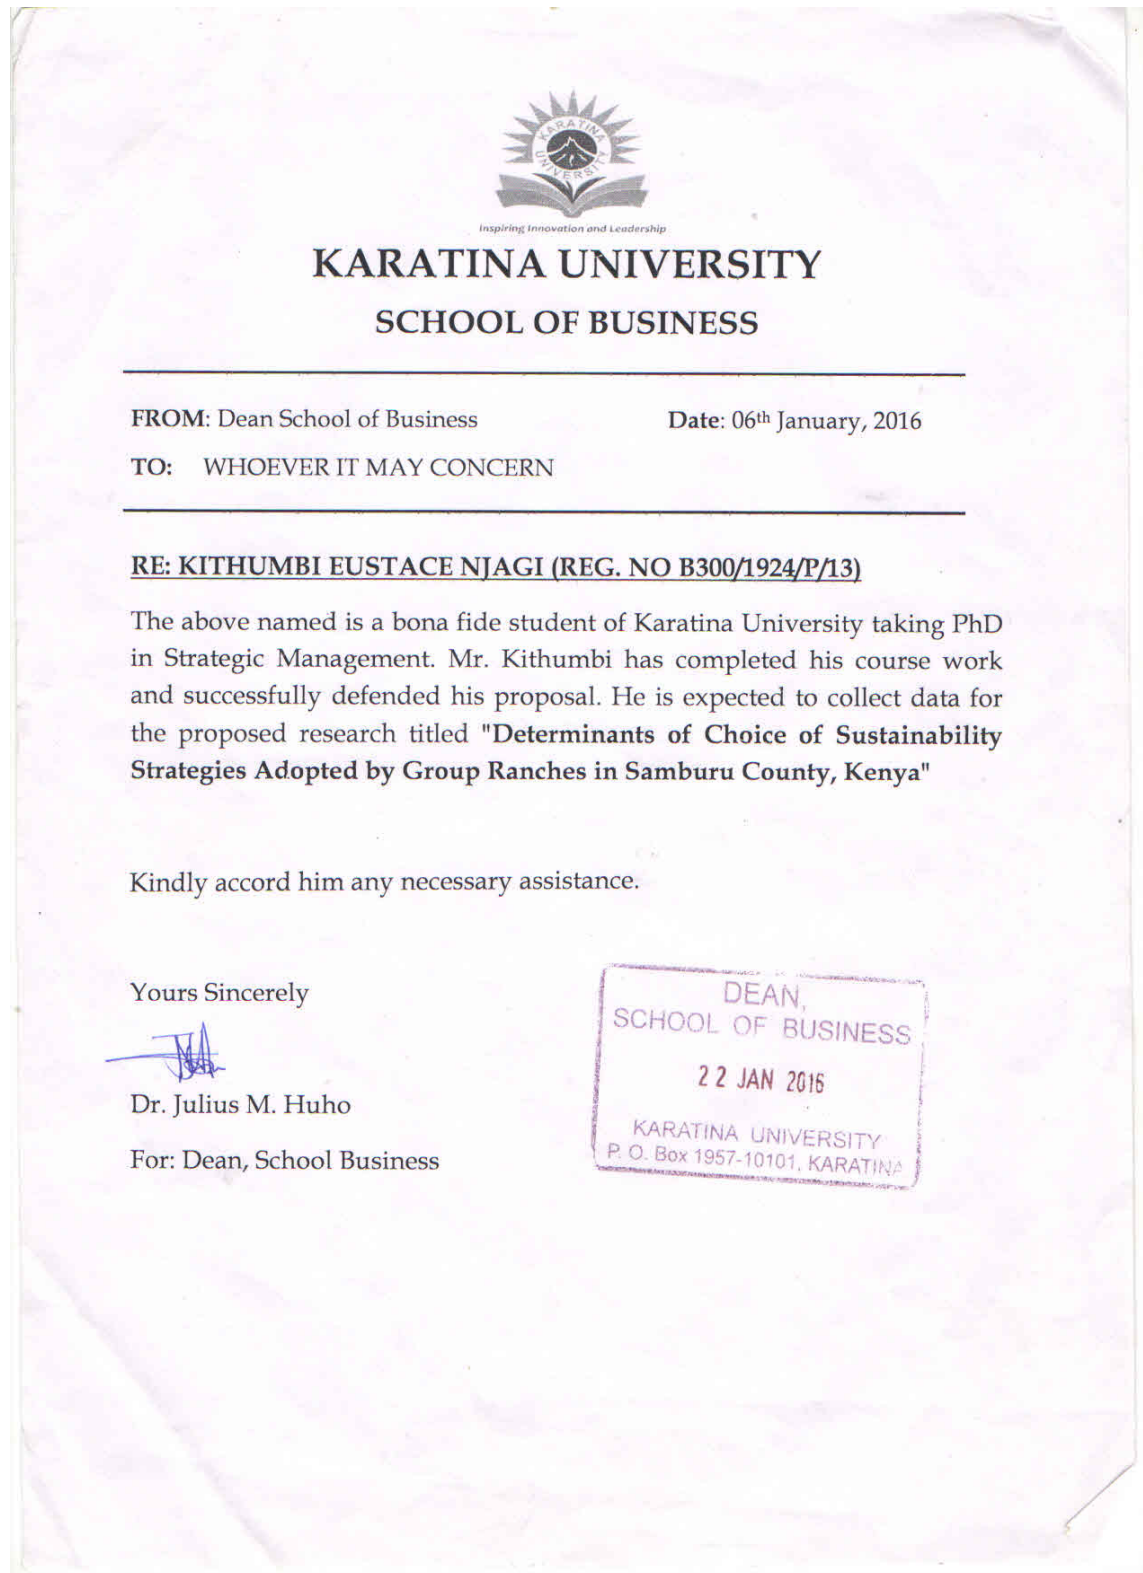 KARATINA
UNIVERSITY
Inspiring Innovation and Leadership
KARATINA UNIVERSITY
SCHOOL OF BUSINESS
FROM: Dean School of Business Date: 06th January, 2016
TO: WHOEVER IT MAY CONCERN
RE: KITHUMBI EUSTACE NJAGI (REG. NO B300/1924/P/13)
The above named is a bona fide student of Karatina University taking PhD
in Strategic Management. Mr. Kithumbi has completed his course work
and successfully defended his proposal. He is expected to collect data for
the proposed research titled "Determinants of Choice of Sustainability
Strategies Adopted by Group Ranches in Samburu County, Kenya"
Kindly accord him any necessary assistance.
Yours Sincerely
Dr. Julius M. Huho
For: Dean, School Business
DEAN,
SCHOOL OF BUSINESS
22 JAN 2016
KARATINA UNIVERSITY
P. O. Box 1957-10101, KARATINA